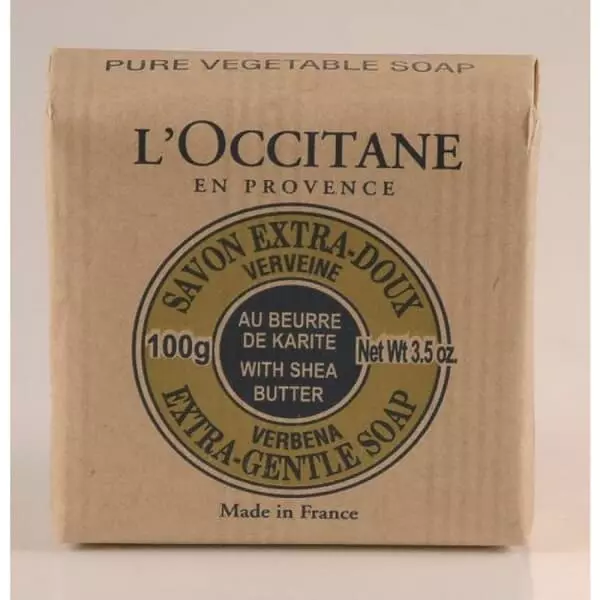 PURE VEGETABLE SOAP
L'OCCITANE
EN PROVENCE
SAVON EXTRA-DOUX
VERVEINE
100g
AU BEURRE
DE KARITE
WITH SHEA
BUTTER
Net Wt 3.5 oz.
VERBENA
EXTRA-GENTLE SOAP
Made in France